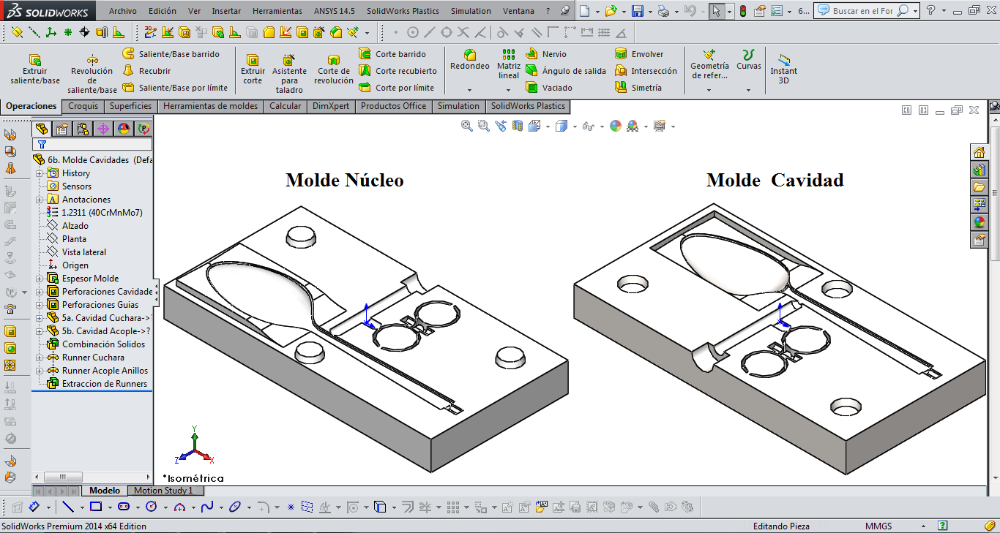 SOLIDWORKS Archivo Edición Ver Insertar Herramientas ANSYS 14.5 SolidWorks Plastics Simulation Ventana ? 6... Buscar en el For ?
3D
Extruir saliente/base
Revolución de saliente/base
Saliente/Base barrido
Recubrir
Saliente/Base por límite
Extruir corte
Asistente para taladro
Corte de revolución
Corte barrido
Corte recubierto
Corte por límite
Redondeo
Matriz lineal
Nervio
Ángulo de salida
Vaciado
Envolver
Intersección
Simetría
Geometría de refer...
Curvas
Instant 3D
Operaciones Croquis Superficies Herramientas de moldes Calcular DimXpert Productos Office Simulation SolidWorks Plastics
6b. Molde Cavidades (Defa
History
Sensors
Anotaciones
1.2311 (40CrMnMo7)
Alzado
Planta
Vista lateral
Origen
Espesor Molde
Perforaciones Cavidade
Perforaciones Guias
5a. Cavidad Cuchara->?
5b. Cavidad Acople->?
Combinación Solidos
Runner Cuchara
Runner Acople Anillos
Extraccion de Runners
Molde Núcleo
Molde Cavidad
Y
Z
X
*Isométrica
Modelo Motion Study 1
SolidWorks Premium 2014 x64 Edition Editando Pieza MMGS ?